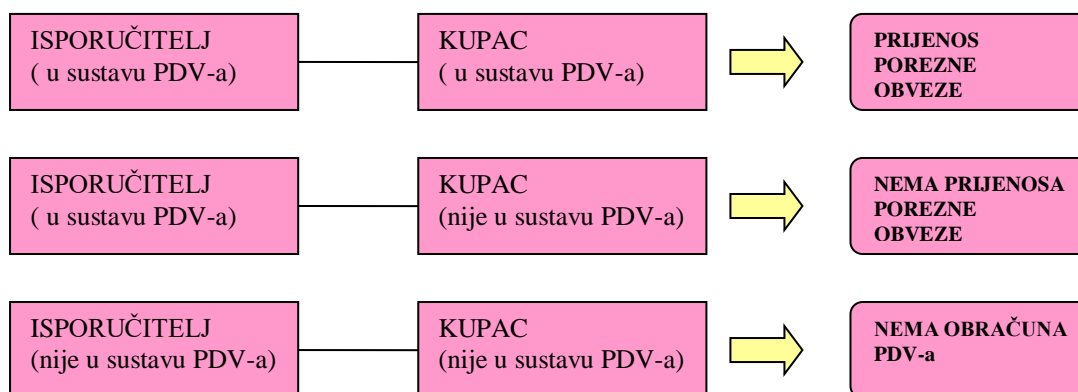 ISPORUČITELJ
( u sustavu PDV-a)
KUPAC
( u sustavu PDV-a)
PRIJENOS
POREZNE
OBVEZE
ISPORUČITELJ
( u sustavu PDV-a)
KUPAC
(nije u sustavu PDV-a)
NEMA PRIJENOSA
POREZNE
OBVEZE
ISPORUČITELJ
(nije u sustavu PDV-a)
KUPAC
(nije u sustavu PDV-a)
NEMA OBRAČUNA
PDV-a